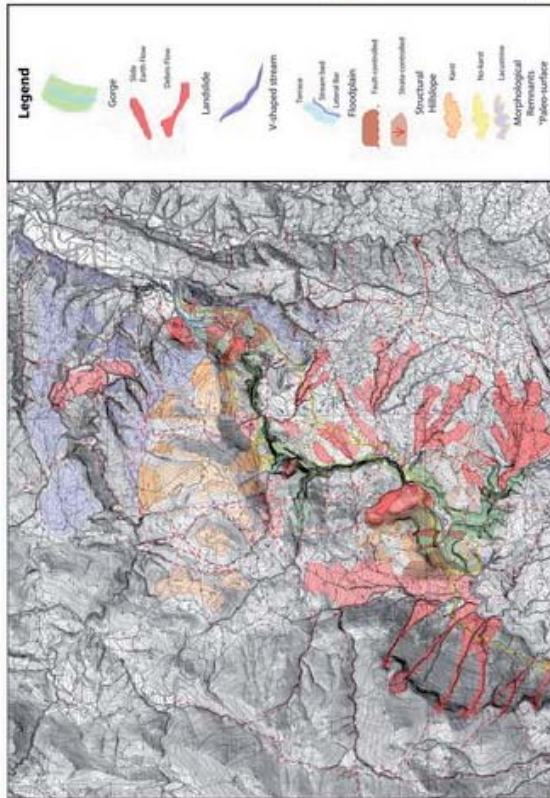 Legend
Gorge
Slide
Earth Flow
Debris Flow
Landslide
V-shaped stream
Terrace
Stream bed
Lateral Bar
Floodplain
Fault-controlled
Strata-controlled
Structural
Hillslope
Karst
No-karst
Lacustrine
Morphological
Remnants
*Paleo-surface